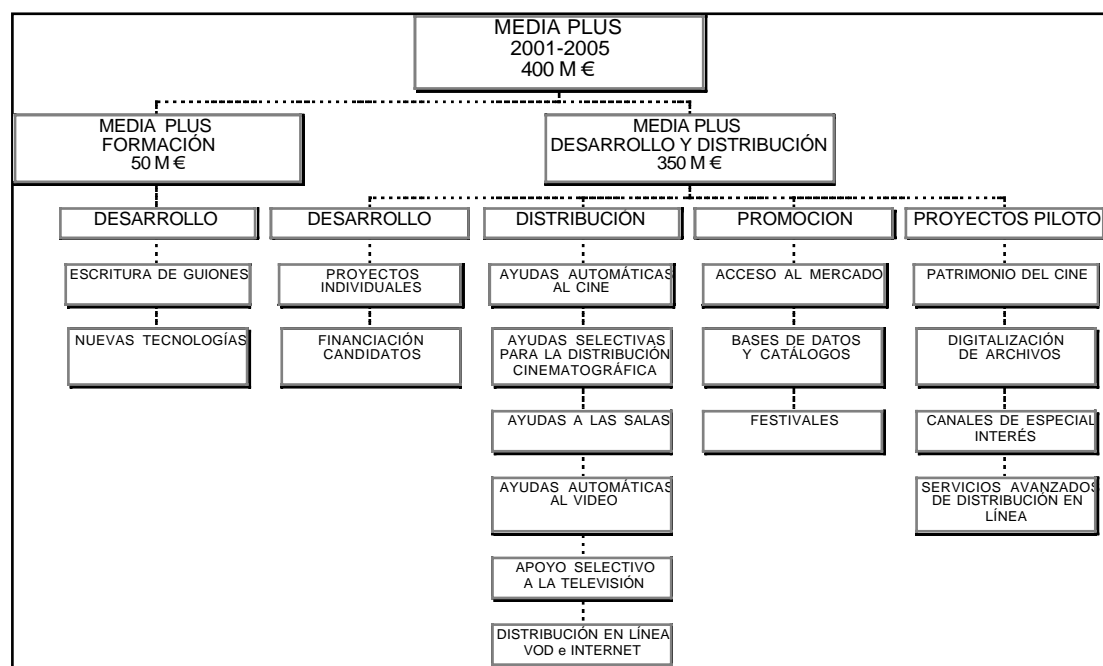 MEDIA PLUS
2001-2005
400 M €
MEDIA PLUS
FORMACIÓN
50 M €
MEDIA PLUS
DESARROLLO Y DISTRIBUCIÓN
350 M €
DESARROLLO
ESCRITURA DE GUIONES
NUEVAS TECNOLOGÍAS
DESARROLLO
PROYECTOS
INDIVIDUALES
FINANCIACIÓN
CANDIDATOS
DISTRIBUCIÓN
AYUDAS AUTOMÁTICAS
AL CINE
AYUDAS SELECTIVAS
PARA LA DISTRIBUCIÓN
CINEMATOGRÁFICA
AYUDAS A LAS SALAS
AYUDAS AUTOMÁTICAS
AL VIDEO
APOYO SELECTIVO
A LA TELEVISIÓN
DISTRIBUCIÓN EN LÍNEA
VOD e INTERNET
PROMOCION
ACCESO AL MERCADO
BASES DE DATOS
Y CATÁLOGOS
FESTIVALES
PROYECTOS PILOTO
PATRIMONIO DEL CINE
DIGITALIZACIÓN
DE ARCHIVOS
CANALES DE ESPECIAL
INTERÉS
SERVICIOS AVANZADOS
DE DISTRIBUCIÓN EN
LÍNEA